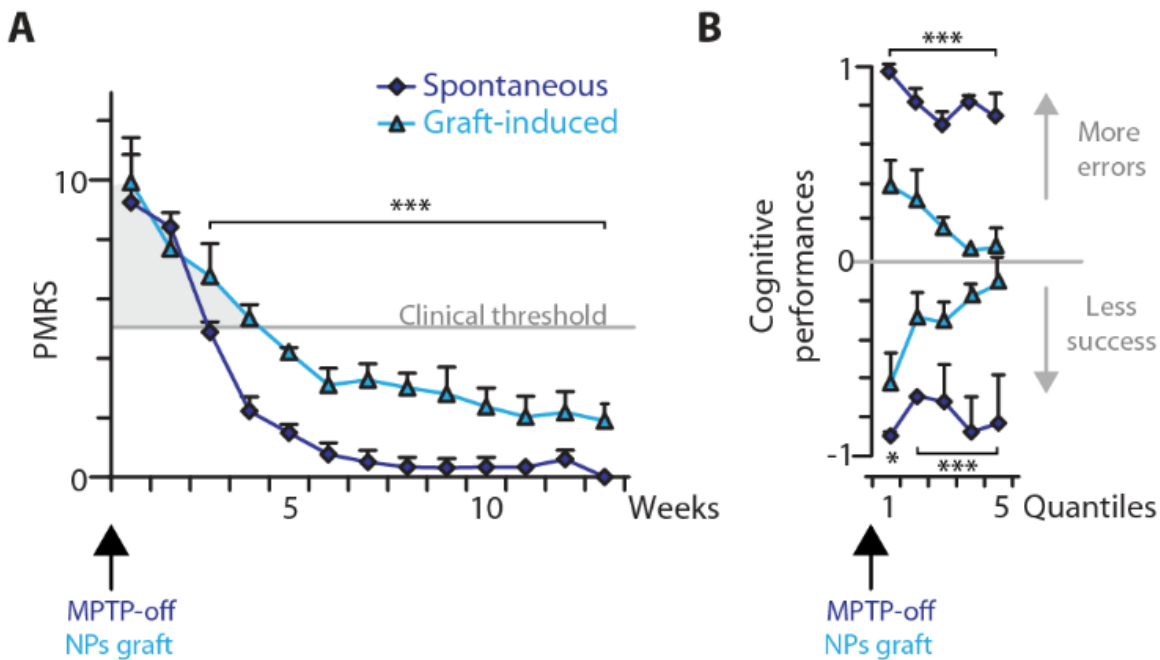 A
Spontaneous
Graft-induced
10
***
Clinical threshold
PMRS
0
5
10
Weeks
MPTP-off
NPs graft
B
***
1
More
errors
Cognitive
performances
0
Less
success
-1
*
***
1
5
Quantiles
MPTP-off
NPs graft